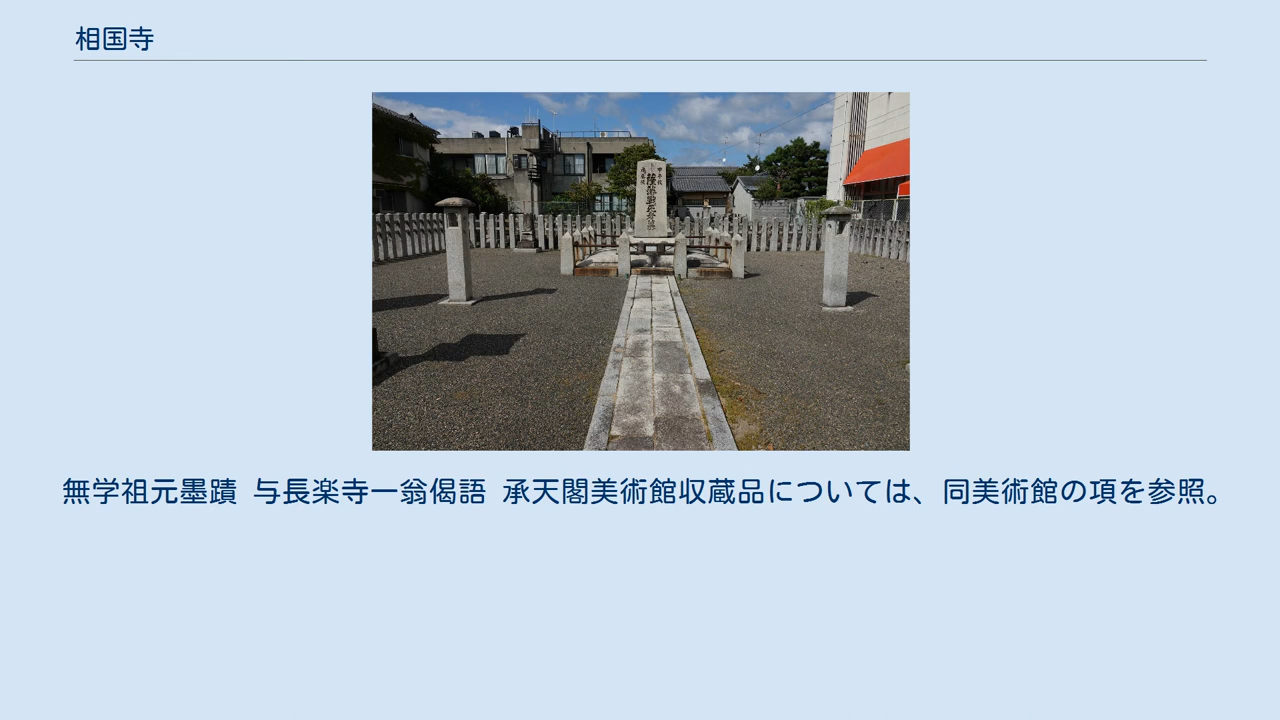 相国寺
無学祖元墨蹟 与長楽寺一翁偈語 承天閣美術館収蔵品については、同美術館の項を参照。